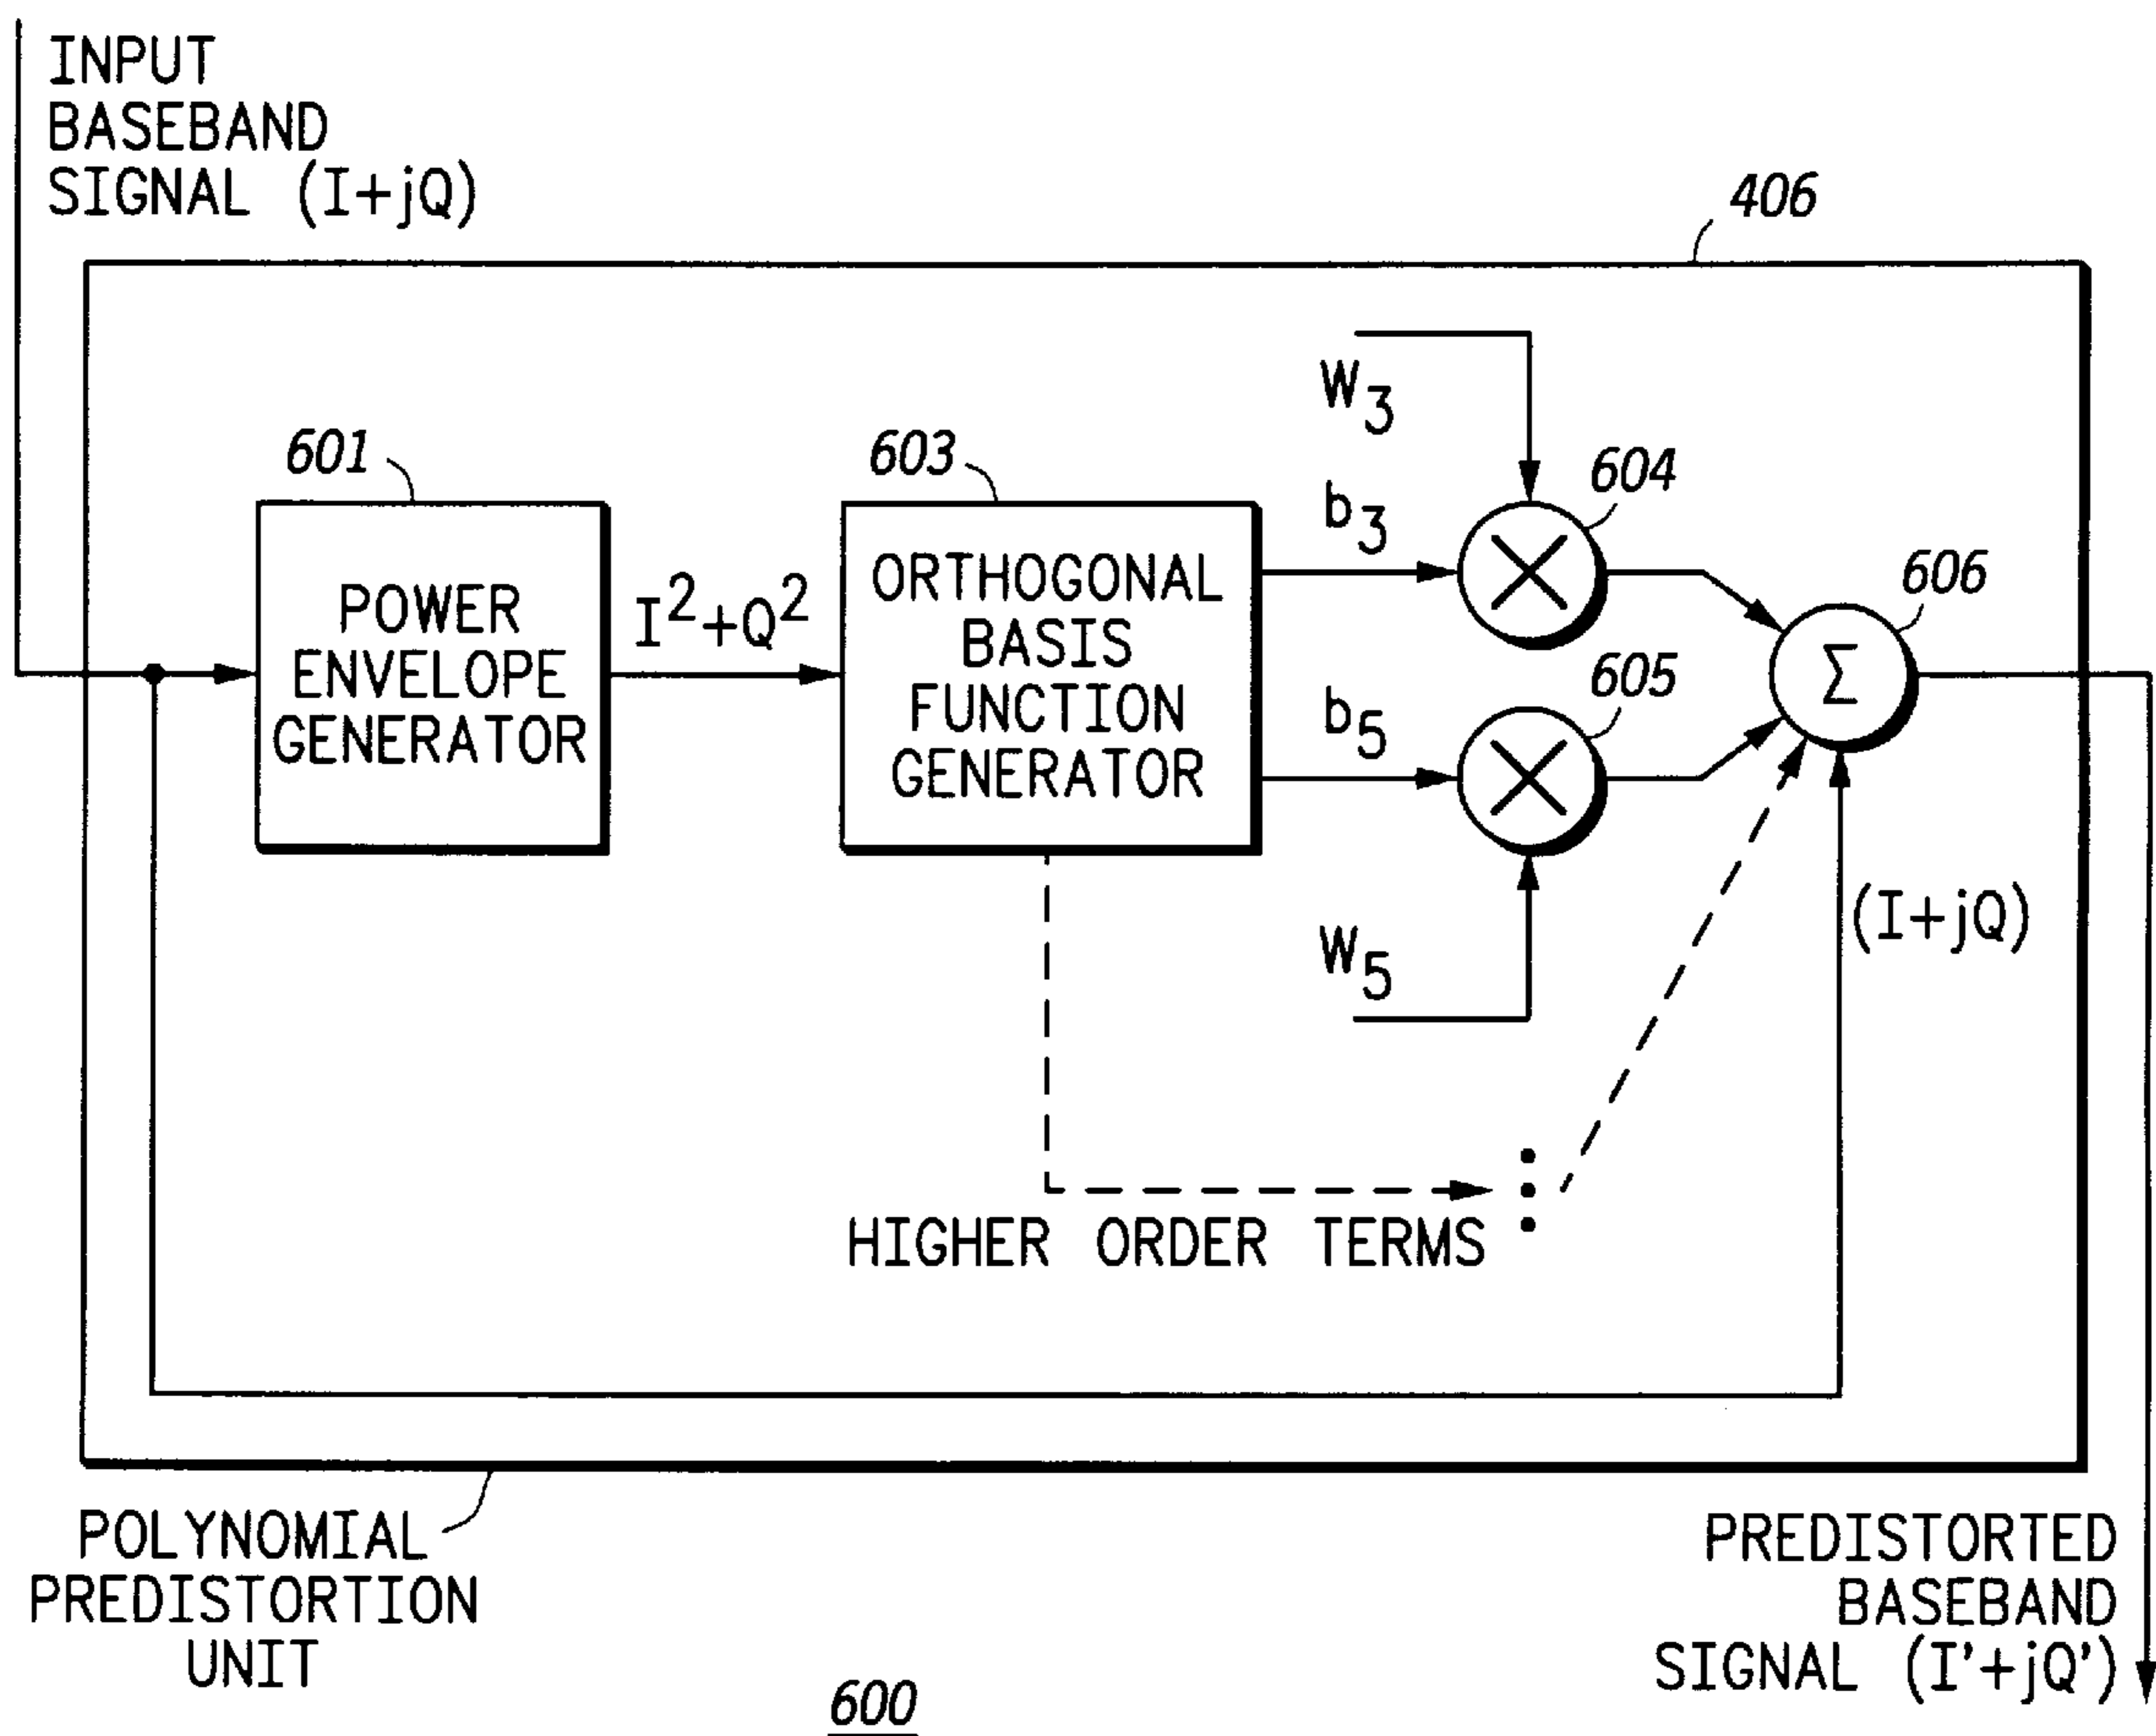 INPUT
BASEBAND
SIGNAL (I+jQ)
406
W₃
601
603
604
b₃
POWER
ENVELOPE
GENERATOR
I²+Q²
ORTHOGONAL
BASIS
FUNCTION
GENERATOR
606
Σ
605
b₅
W₅
(I+jQ)
HIGHER ORDER TERMS
POLYNOMIAL
PREDISTORTION
UNIT
PREDISTORTED
BASEBAND
SIGNAL (I'+jQ')
600